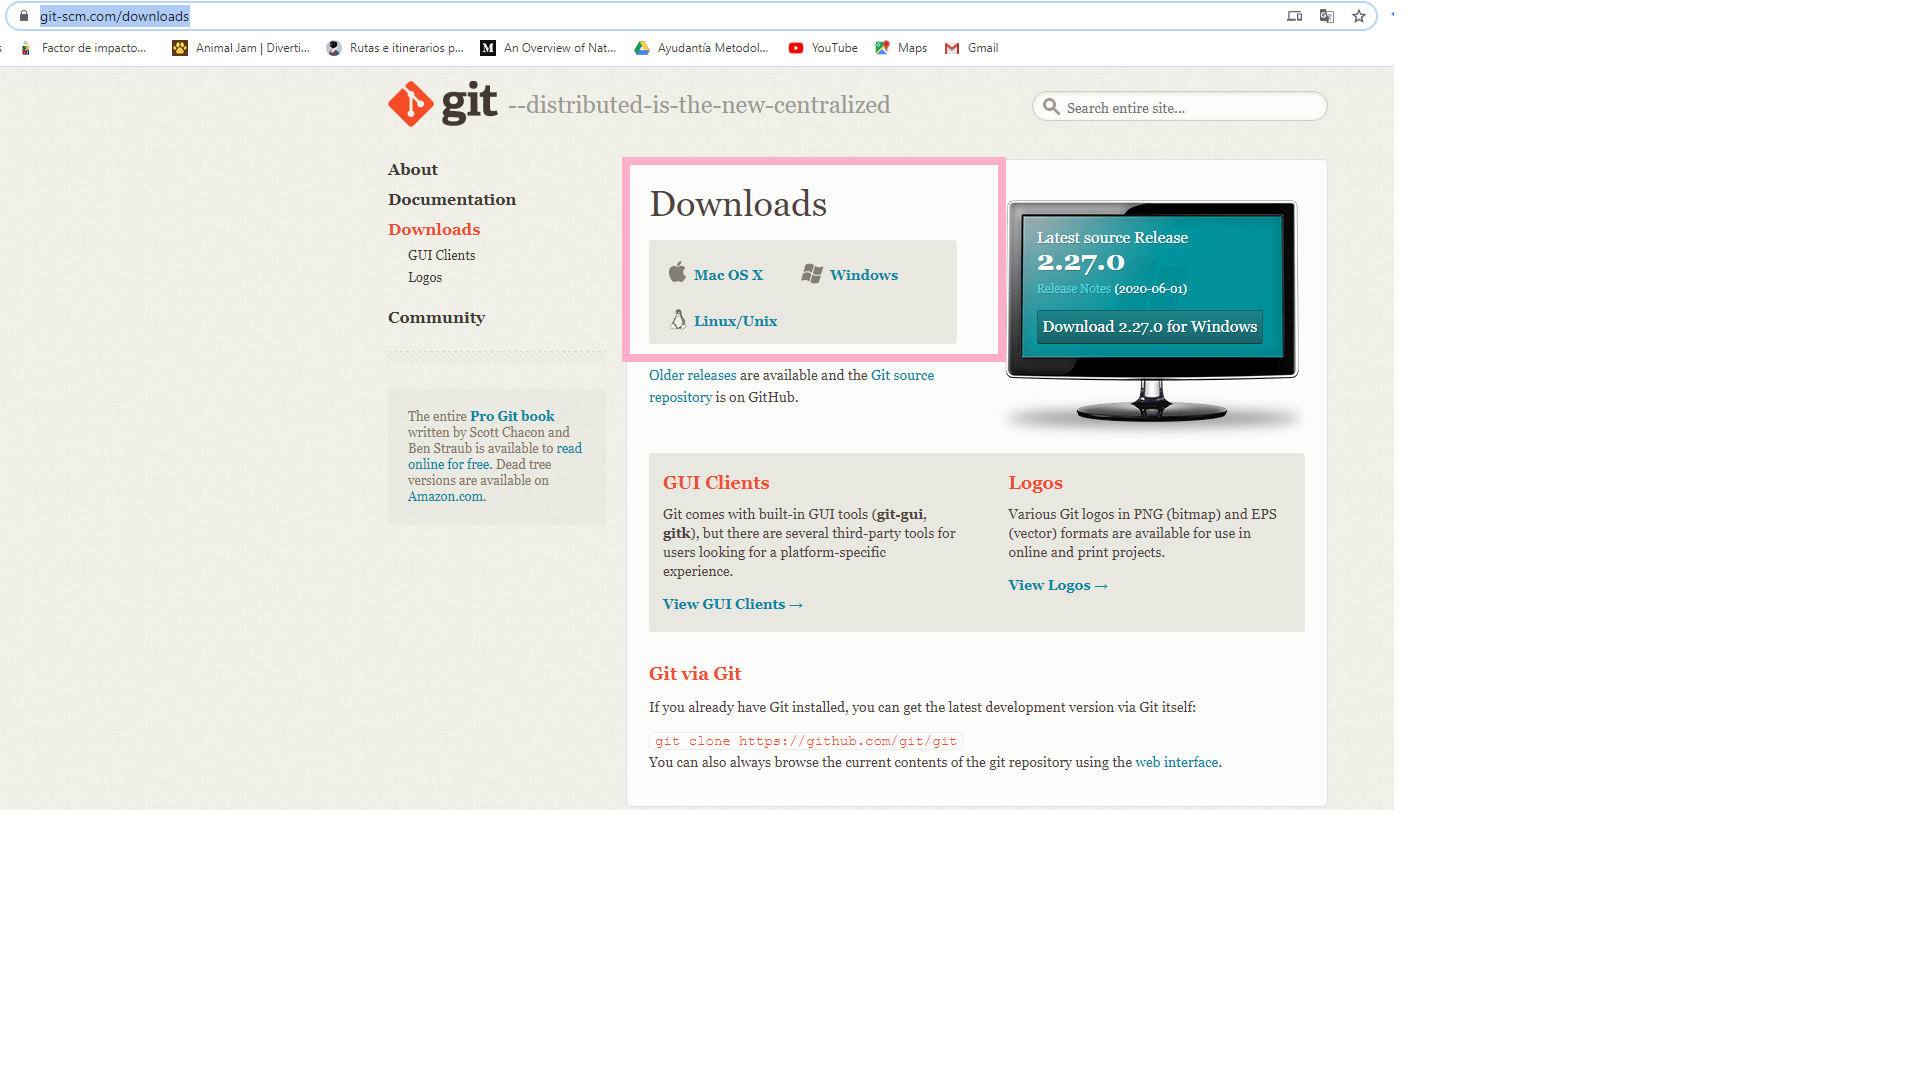 git-scm.com/downloads
Factor de impacto...
Animal Jam | Diverti...
Rutas e itinerarios p...
An Overview of Nat...
Ayudantía Metodol...
YouTube
Maps
Gmail
git --distributed-is-the-new-centralized
Search entire site...
About
Documentation
Downloads
GUI Clients
Logos
Community
The entire Pro Git book
written by Scott Chacon and
Ben Straub is available to read
online for free. Dead tree
versions are available on
Amazon.com.
Downloads
Mac OS X
Windows
Linux/Unix
Older releases are available and the Git source
repository is on GitHub.
Latest source Release
2.27.0
Release Notes (2020-06-01)
Download 2.27.0 for Windows
GUI Clients
Git comes with built-in GUI tools (git-gui,
gitk), but there are several third-party tools for
users looking for a platform-specific
experience.
View GUI Clients →
Logos
Various Git logos in PNG (bitmap) and EPS
(vector) formats are available for use in
online and print projects.
View Logos →
Git via Git
If you already have Git installed, you can get the latest development version via Git itself:
git clone https://github.com/git/git
You can also always browse the current contents of the git repository using the web interface.